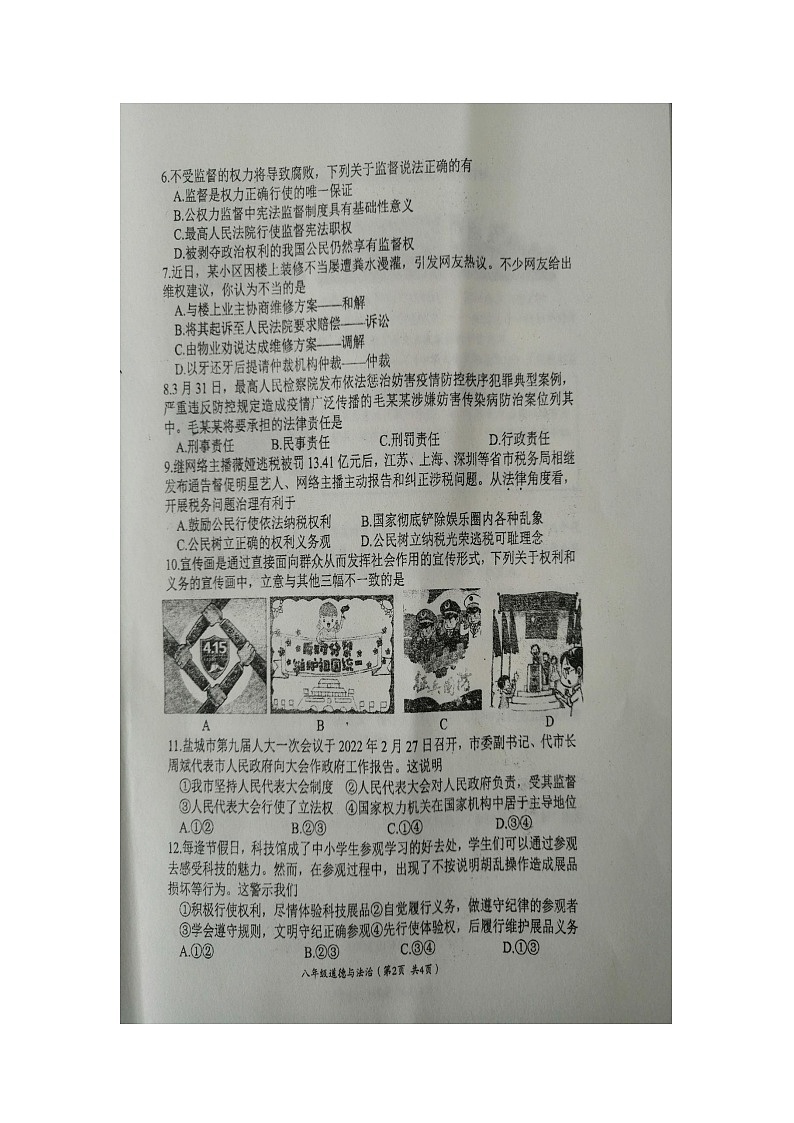 6.不受监督的权力将导致腐败，下列关于监督说法正确的有
A.监督是权力正确行使的唯一保证
B.公权力监督中宪法监督制度具有基础性意义
C.最高人民法院行使监督宪法职权
D.被剥夺政治权利的我国公民仍然享有监督权
7.近日，某小区因楼上装修不当屡遭粪水漫灌，引发网友热议。不少网友给出
维权建议，你认为不当的是
A.与楼上业主协商维修方案——和解
B.将其起诉至人民法院要求赔偿——诉讼
C.由物业劝说达成维修方案——调解
D.以牙还牙后提请仲裁机构仲裁——仲裁
8.3月31日，最高人民检察院发布依法惩治妨害疫情防控秩序犯罪典型案例，
严重违反防控规定造成疫情广泛传播的毛某某涉嫌妨害传染病防治案位列其
中。毛某某将要承担的法律责任是
A.刑事责任 B.民事责任 C.刑罚责任 D.行政责任
9.继网络主播薇娅逃税被罚13.41亿元后，江苏、上海、深圳等省市税务局相继
发布通告督促明星艺人、网络主播主动报告和纠正涉税问题。从法律角度看，
开展税务问题治理有利于
A.鼓励公民行使依法纳税权利 B.国家彻底铲除娱乐圈内各种乱象
C.公民树立正确的权利义务观 D.公民树立纳税光荣逃税可耻理念
10.宣传画是通过直接面向群众从而发挥社会作用的宣传形式，下列关于权利和
义务的宣传画中，立意与其他三幅不一致的是
4.15
维护祖国统一
A B C D
11.盐城市第九届人大一次会议于2022年2月27日召开，市委副书记、代市长
周斌代表市人民政府向大会作政府工作报告。这说明
①我市坚持人民代表大会制度 ②人民代表大会对人民政府负责，受其监督
③人民代表大会行使了立法权 ④国家权力机关在国家机构中居于主导地位
A.①② B.②③ C.①④ D.③④
12.每逢节假日，科技馆成了中小学生参观学习的好去处，学生们可以通过参观
去感受科技的魅力。然而，在参观过程中，出现了不按说明胡乱操作造成展品
损坏等行为。这警示我们
①积极行使权利，尽情体验科技展品②自觉履行义务，做遵守纪律的参观者
③学会遵守规则，文明守纪正确参观④先行使体验权，后履行维护展品义务
A.①② B.②③ C.③④ D.①③
八年级道德与法治（第2页 共4页）